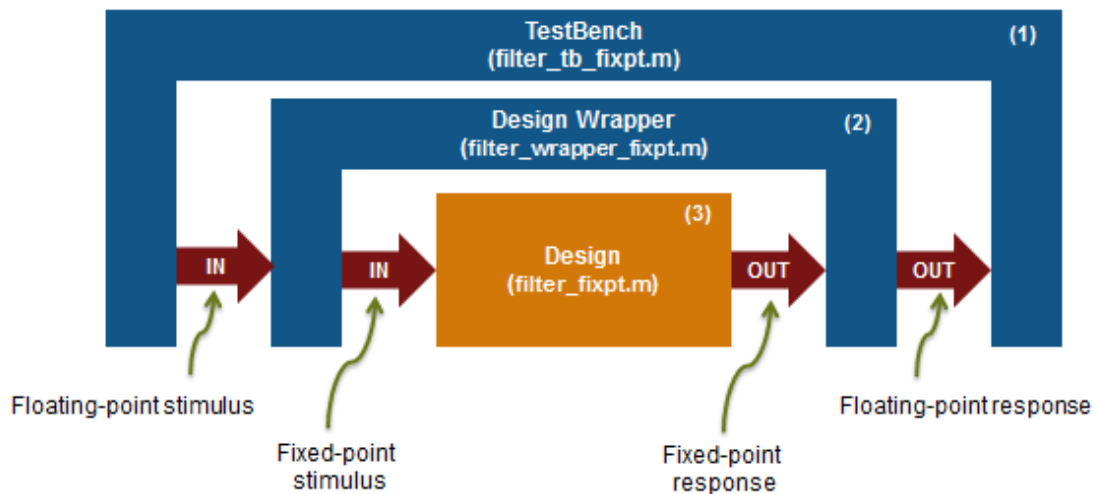 TestBench
(filter_tb_fixpt.m)
(1)
Design Wrapper
(filter_wrapper_fixpt.m)
(2)
(3)
Design
(filter_fixpt.m)
IN
IN
OUT
OUT
Floating-point stimulus
Fixed-point
stimulus
Fixed-point
response
Floating-point response